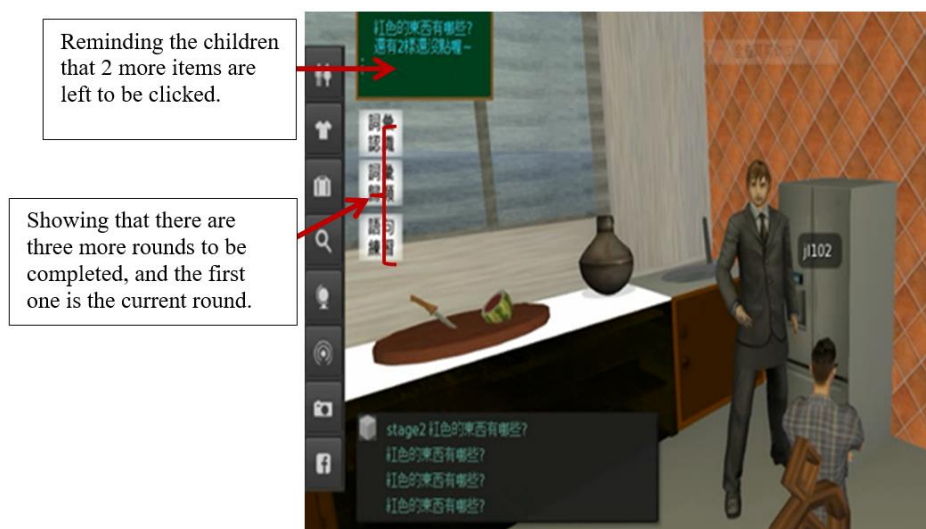 Reminding the children
that 2 more items are
left to be clicked.
Showing that there are
three more rounds to be
completed, and the first
one is the current round.
紅色的東西有哪些?
還有2樣還沒點喔~
詞彙
認識
詞彙
歸類
語句
練習
jl102
stage2 紅色的東西有哪些?
紅色的東西有哪些?
紅色的東西有哪些?
紅色的東西有哪些?